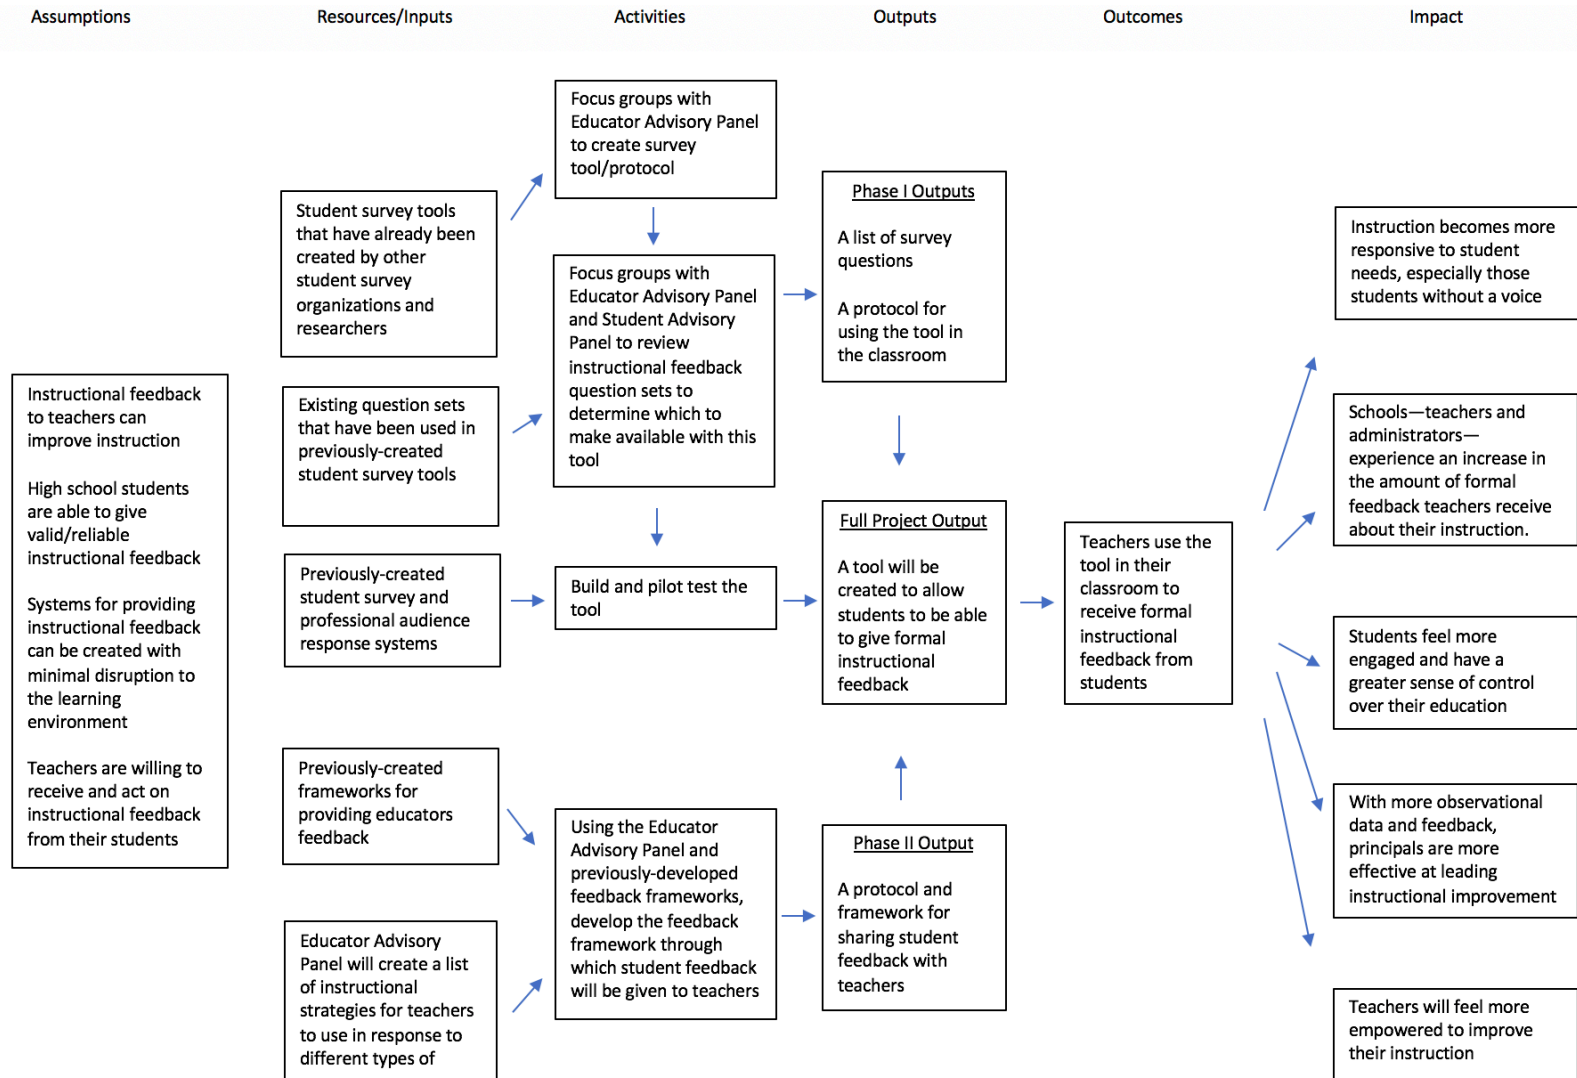 Assumptions
Resources/Inputs
Activities
Outputs
Outcomes
Impact
Instructional feedback
to teachers can
improve instruction
High school students
are able to give
valid/reliable
instructional feedback
Systems for providing
instructional feedback
can be created with
minimal disruption to
the learning
environment
Teachers are willing to
receive and act on
instructional feedback
from their students
Student survey tools
that have already been
created by other
student survey
organizations and
researchers
Existing question sets
that have been used in
previously-created
student survey tools
Previously-created
student survey and
professional audience
response systems
Previously-created
frameworks for
providing educators
feedback
Educator Advisory
Panel will create a list
of instructional
strategies for teachers
to use in response to
different types of
Focus groups with
Educator Advisory Panel
to create survey
tool/protocol
Focus groups with
Educator Advisory Panel
and Student Advisory
Panel to review
instructional feedback
question sets to
determine which to
make available with this
tool
Build and pilot test the
tool
Using the Educator
Advisory Panel and
previously-developed
feedback frameworks,
develop the feedback
framework through
which student feedback
will be given to teachers
Phase I Outputs
A list of survey
questions
A protocol for
using the tool in
the classroom
Full Project Output
A tool will be
created to allow
students to be able
to give formal
instructional
feedback
Phase II Output
A protocol and
framework for
sharing student
feedback with
teachers
Teachers use the
tool in their
classroom to
receive formal
instructional
feedback from
students
Instruction becomes more
responsive to student
needs, especially those
students without a voice
Schools—teachers and
administrators—
experience an increase in
the amount of formal
feedback teachers receive
about their instruction.
Students feel more
engaged and have a
greater sense of control
over their education
With more observational
data and feedback,
principals are more
effective at leading
instructional improvement
Teachers will feel more
empowered to improve
their instruction